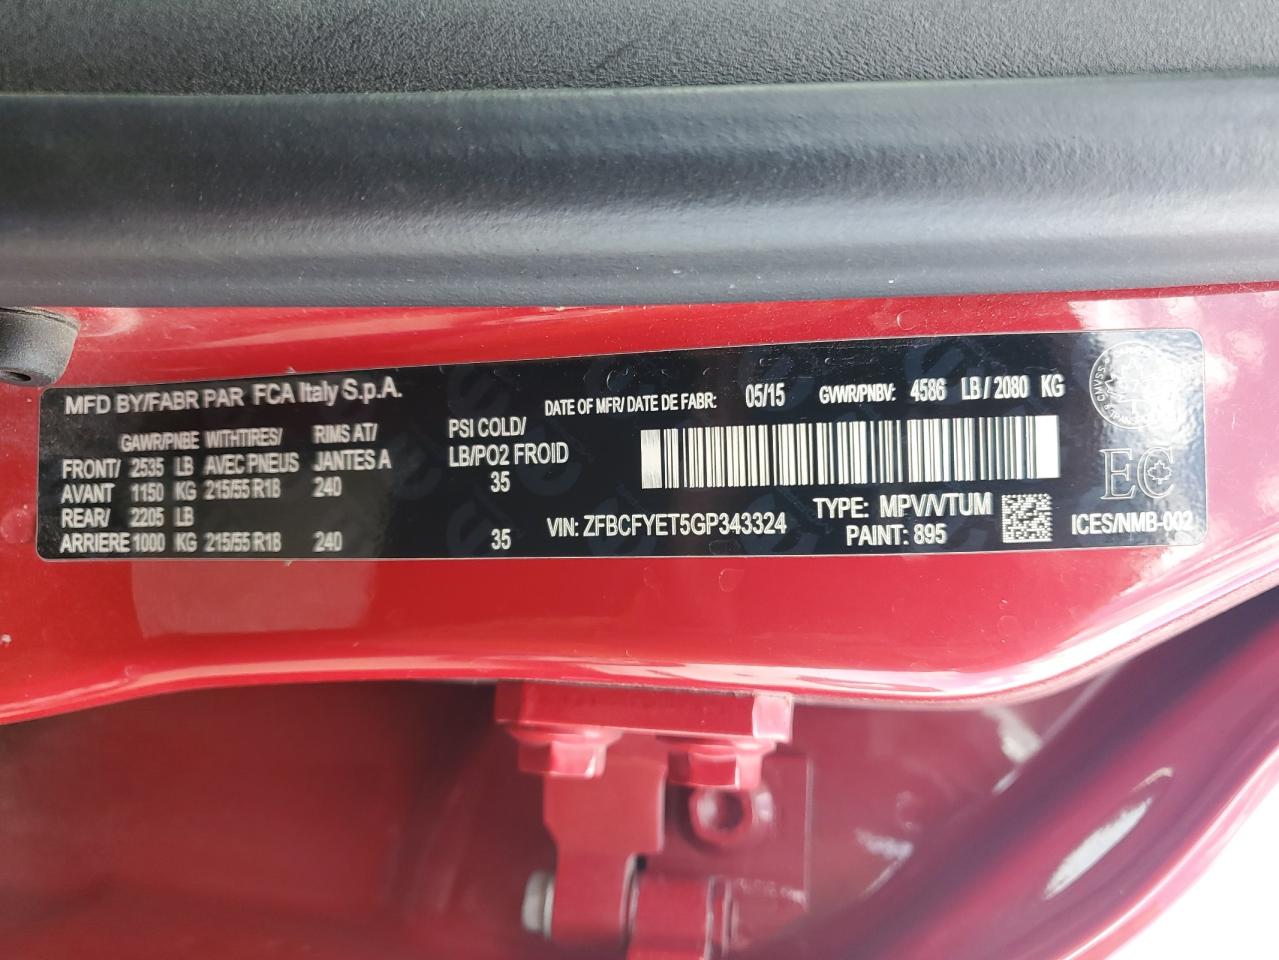 MFD BY/FABR PAR FCA Italy S.p.A.
DATE OF MFR/ DATE DE FABR: 05/15 GVWR/PNBV: 4586 LB / 2080 KG
GAWR/PNBE WITHTIRES/ RIMS AT/ PSI COLD/
FRONT/ 2535 LB AVEC PNEUS JANTES A LB/PO2 FROID
AVANT 1150 KG 215/55 R18 240 35
REAR/ 2205 LB
ARRIERE 1000 KG 215/55 R18 240 35
VIN: ZFBCFYET5GP343324
TYPE: MPV/VTUM
PAINT: 895
EC
ICES/NMB-002